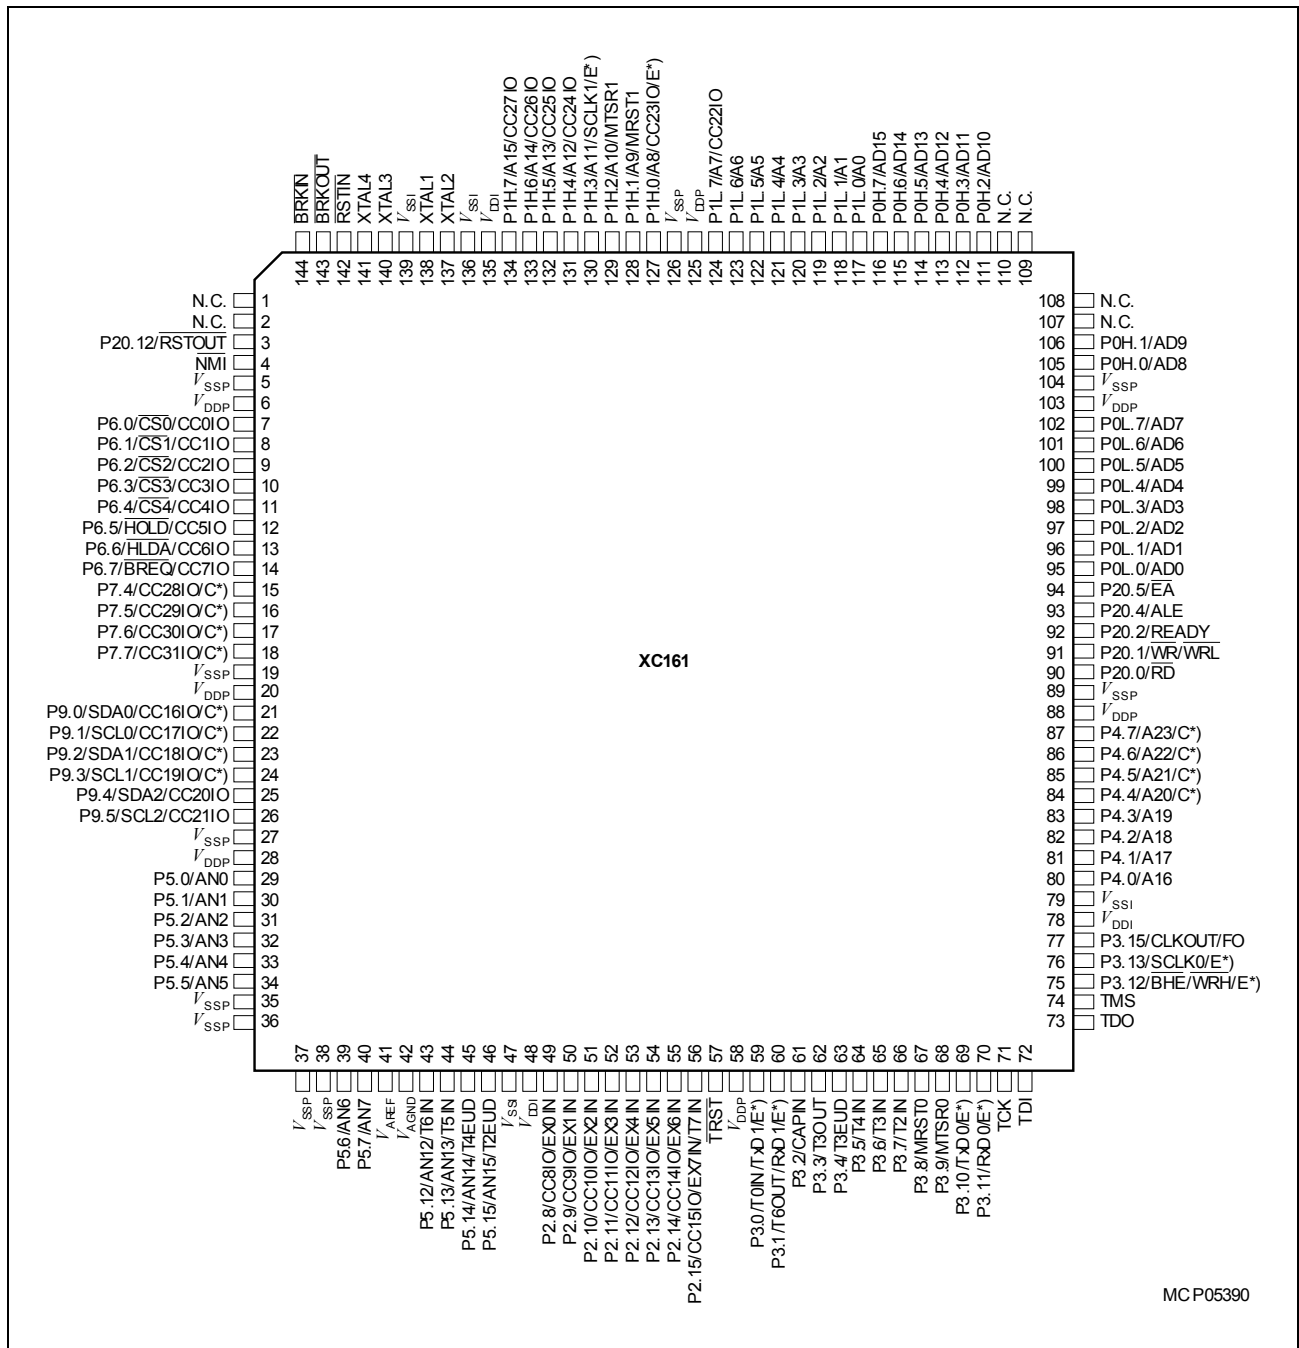 BRKIN
BRKOUT
RSTIN
XTAL4
XTAL3
VSSI
XTAL1
XTAL2
VSSI
VDDI
P1H.7/A15/CC27IO
P1H.6/A14/CC26IO
P1H.5/A13/CC25IO
P1H.4/A12/CC24IO
P1H.3/A11/SCLK1/E*)
P1H.2/A10/MTSR1
P1H.1/A9/MRST1
P1H.0/A8/CC23IO/E*)
VSSP
VDDP
P1L.7/A7/CC22IO
P1L.6/A6
P1L.5/A5
P1L.4/A4
P1L.3/A3
P1L.2/A2
P1L.1/A1
P1L.0/A0
P0H.7/AD15
P0H.6/AD14
P0H.5/AD13
P0H.4/AD12
P0H.3/AD11
P0H.2/AD10
N.C.
N.C.
144 143 142 141 140 139 138 137 136 135 134 133 132 131 130 129 128 127 126 125 124 123 122 121 120 119 118 117 116 115 114 113 112 111 110 109
N.C. 1
N.C. 2
P20.12/RSTOUT 3
NMI 4
VSSP 5
VDDP 6
P6.0/CS0/CC0IO 7
P6.1/CS1/CC1IO 8
P6.2/CS2/CC2IO 9
P6.3/CS3/CC3IO 10
P6.4/CS4/CC4IO 11
P6.5/HOLD/CC5IO 12
P6.6/HLDA/CC6IO 13
P6.7/BREQ/CC7IO 14
P7.4/CC28IO/C*) 15
P7.5/CC29IO/C*) 16
P7.6/CC30IO/C*) 17
P7.7/CC31IO/C*) 18
VSSP 19
VDDP 20
P9.0/SDA0/CC16IO/C*) 21
P9.1/SCL0/CC17IO/C*) 22
P9.2/SDA1/CC18IO/C*) 23
P9.3/SCL1/CC19IO/C*) 24
P9.4/SDA2/CC20IO 25
P9.5/SCL2/CC21IO 26
VSSP 27
VDDP 28
P5.0/AN0 29
P5.1/AN1 30
P5.2/AN2 31
P5.3/AN3 32
P5.4/AN4 33
P5.5/AN5 34
VSSP 35
VSSP 36
XC161
108 N.C.
107 N.C.
106 P0H.1/AD9
105 P0H.0/AD8
104 VSSP
103 VDDP
102 P0L.7/AD7
101 P0L.6/AD6
100 P0L.5/AD5
99 P0L.4/AD4
98 P0L.3/AD3
97 P0L.2/AD2
96 P0L.1/AD1
95 P0L.0/AD0
94 P20.5/EA
93 P20.4/ALE
92 P20.2/READY
91 P20.1/WR/WRL
90 P20.0/RD
89 VSSP
88 VDDP
87 P4.7/A23/C*)
86 P4.6/A22/C*)
85 P4.5/A21/C*)
84 P4.4/A20/C*)
83 P4.3/A19
82 P4.2/A18
81 P4.1/A17
80 P4.0/A16
79 VSSI
78 VDDI
77 P3.15/CLKOUT/FO
76 P3.13/SCLK0/E*)
75 P3.12/BHE/WRH/E*)
74 TMS
73 TDO
37 38 39 40 41 42 43 44 45 46 47 48 49 50 51 52 53 54 55 56 57 58 59 60 61 62 63 64 65 66 67 68 69 70 71 72
VSSP
VSSP
P5.6/AN6
P5.7/AN7
VAREF
VAGND
P5.12/AN12/T6IN
P5.13/AN13/T5IN
P5.14/AN14/T4EUD
P5.15/AN15/T2EUD
VSSI
VDDI
P2.8/CC8IO/EX0IN
P2.9/CC9IO/EX1IN
P2.10/CC10IO/EX2IN
P2.11/CC11IO/EX3IN
P2.12/CC12IO/EX4IN
P2.13/CC13IO/EX5IN
P2.14/CC14IO/EX6IN
P2.15/CC15IO/EX7IN/T7IN
TRST
VDDP
P3.0/T0IN/TxD1/E*)
P3.1/T6OUT/RxD1/E*)
P3.2/CAPIN
P3.3/T3OUT
P3.4/T3EUD
P3.5/T4IN
P3.6/T3IN
P3.7/T2IN
P3.8/MRST0
P3.9/MTSR0
P3.10/TxD0/E*)
P3.11/RxD0/E*)
TCK
TDI
MCP05390